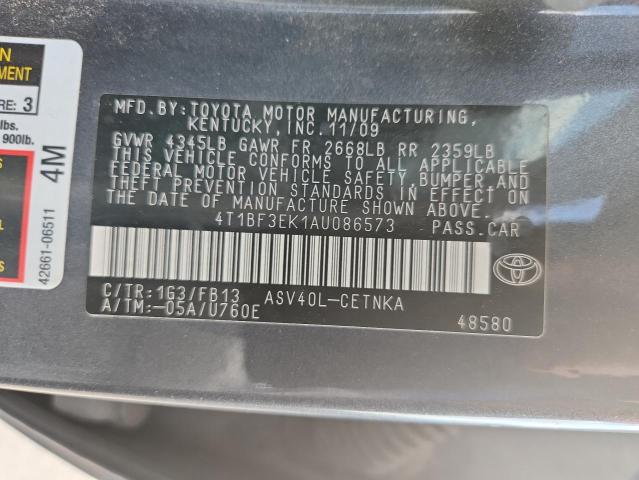 N
EMENT
RE: 3
lbs.
900lb.
4M
42661-06511
MFD.BY:TOYOTA MOTOR MANUFACTURING,
KENTUCKY, INC. 11/09
GVWR 4345LB GAWR FR 2668LB RR 2359LB
THIS VEHICLE CONFORMS TO ALL APPLICABLE
FEDERAL MOTOR VEHICLE SAFETY, BUMPER, AND
THEFT PREVENTION STANDARDS IN EFFECT ON
THE DATE OF MANUFACTURE SHOWN ABOVE.
4T1BF3EK1AU086573 PASS.CAR
C/TR:1G3/FB13 ASV40L-CETNKA
A/TM:-05A/U760E 48580